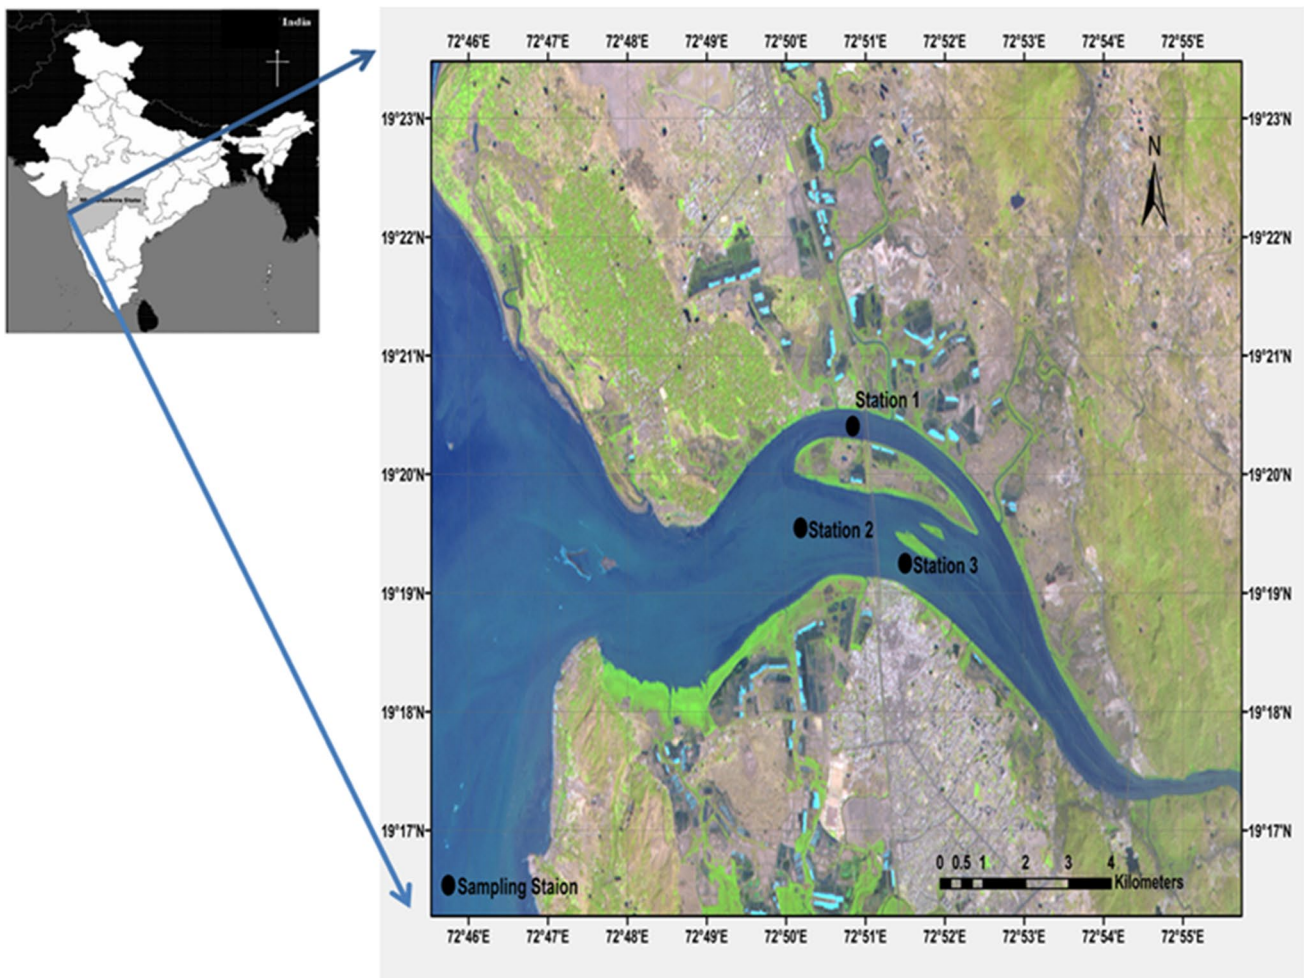 India
72°46'E 72°47'E 72°48'E 72°49'E 72°50'E 72°51'E 72°52'E 72°53'E 72°54'E 72°55'E
19°23'N 19°23'N
N
19°22'N 19°22'N
19°21'N 19°21'N
Station 1
19°20'N 19°20'N
Station 2
Station 3
19°19'N 19°19'N
19°18'N 19°18'N
19°17'N 19°17'N
0 0.5 1 2 3 4
Kilometers
Sampling Staion
72°46'E 72°47'E 72°48'E 72°49'E 72°50'E 72°51'E 72°52'E 72°53'E 72°54'E 72°55'E